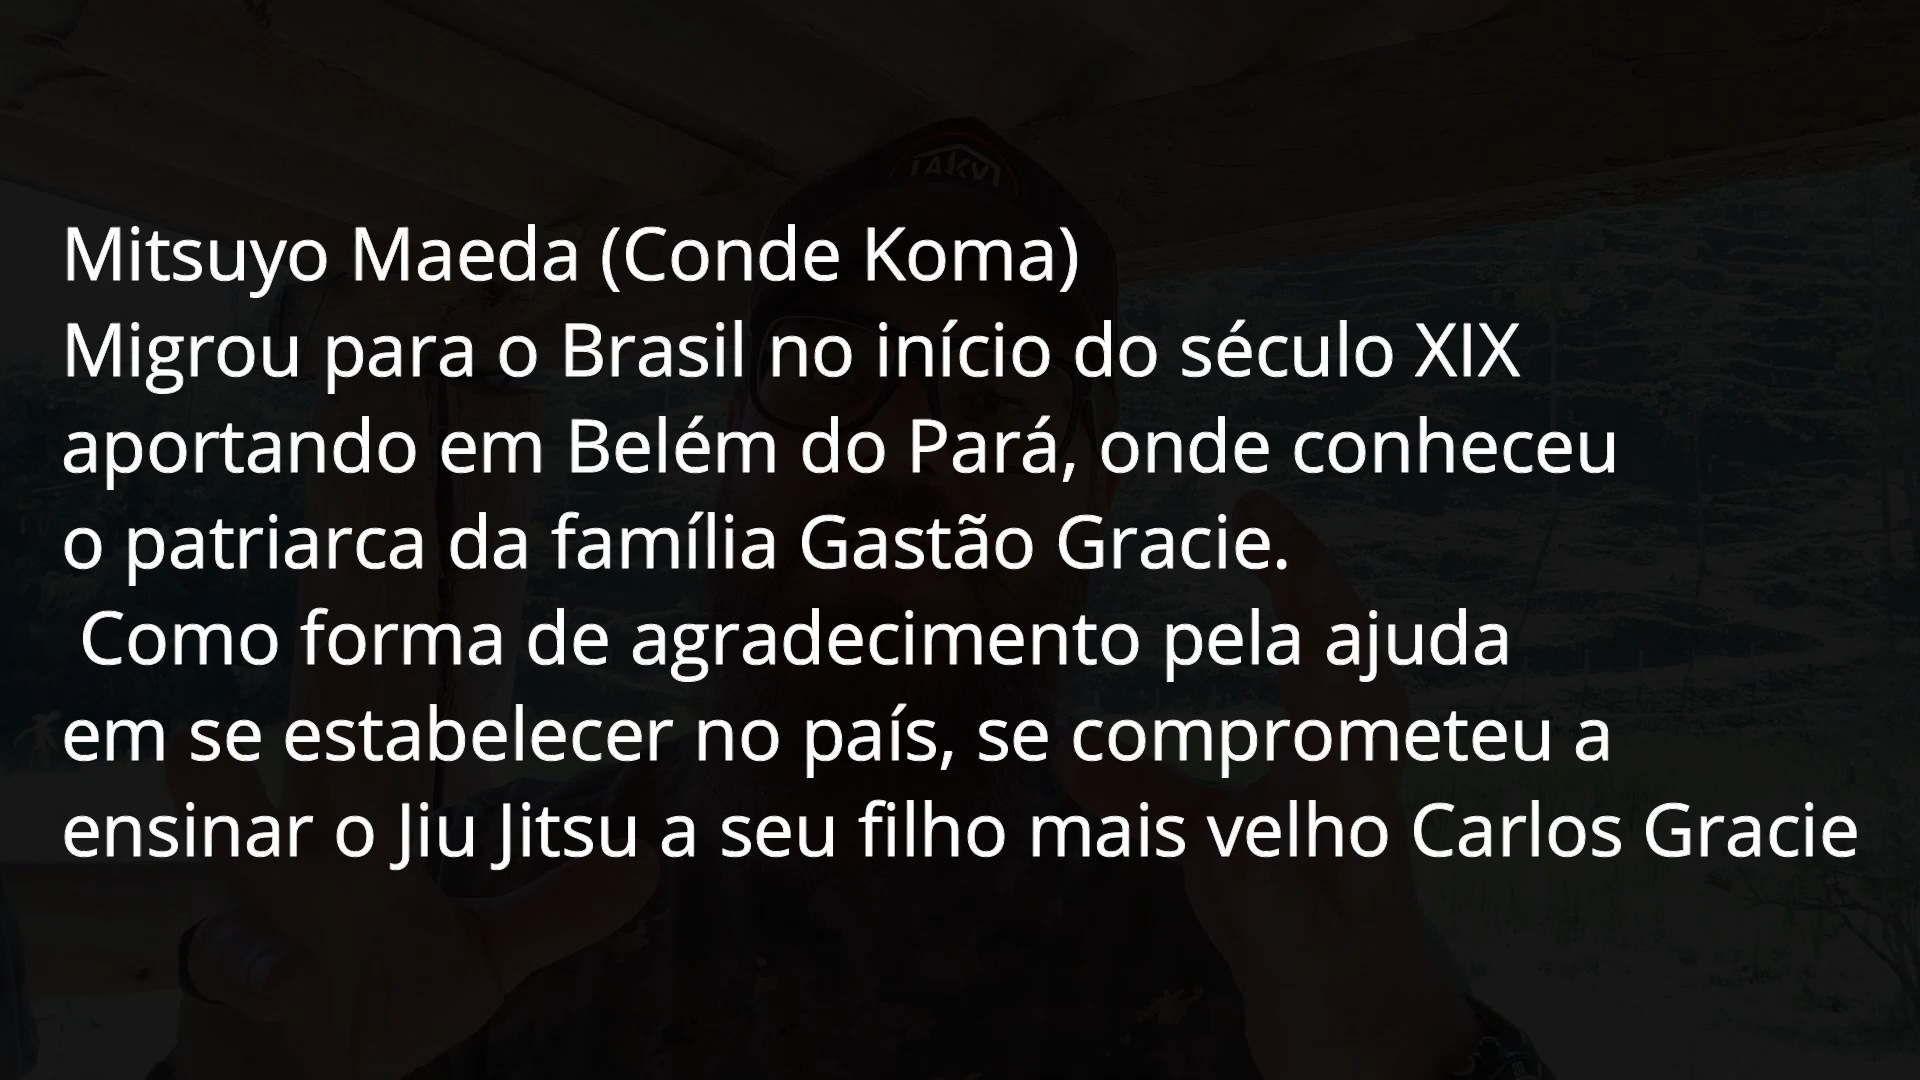 TAKVI
Mitsuyo Maeda (Conde Koma)
Migrou para o Brasil no início do século XIX
aportando em Belém do Pará, onde conheceu
o patriarca da família Gastão Gracie.
Como forma de agradecimento pela ajuda
em se estabelecer no país, se comprometeu a
ensinar o Jiu Jitsu a seu filho mais velho Carlos Gracie